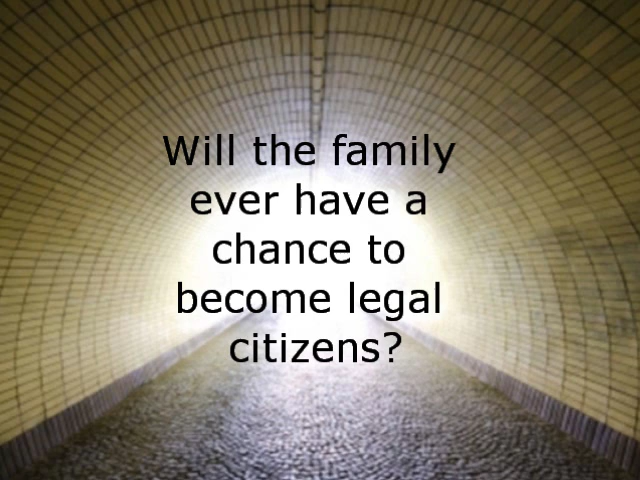 Will the family
ever have a
chance to
become legal
citizens?